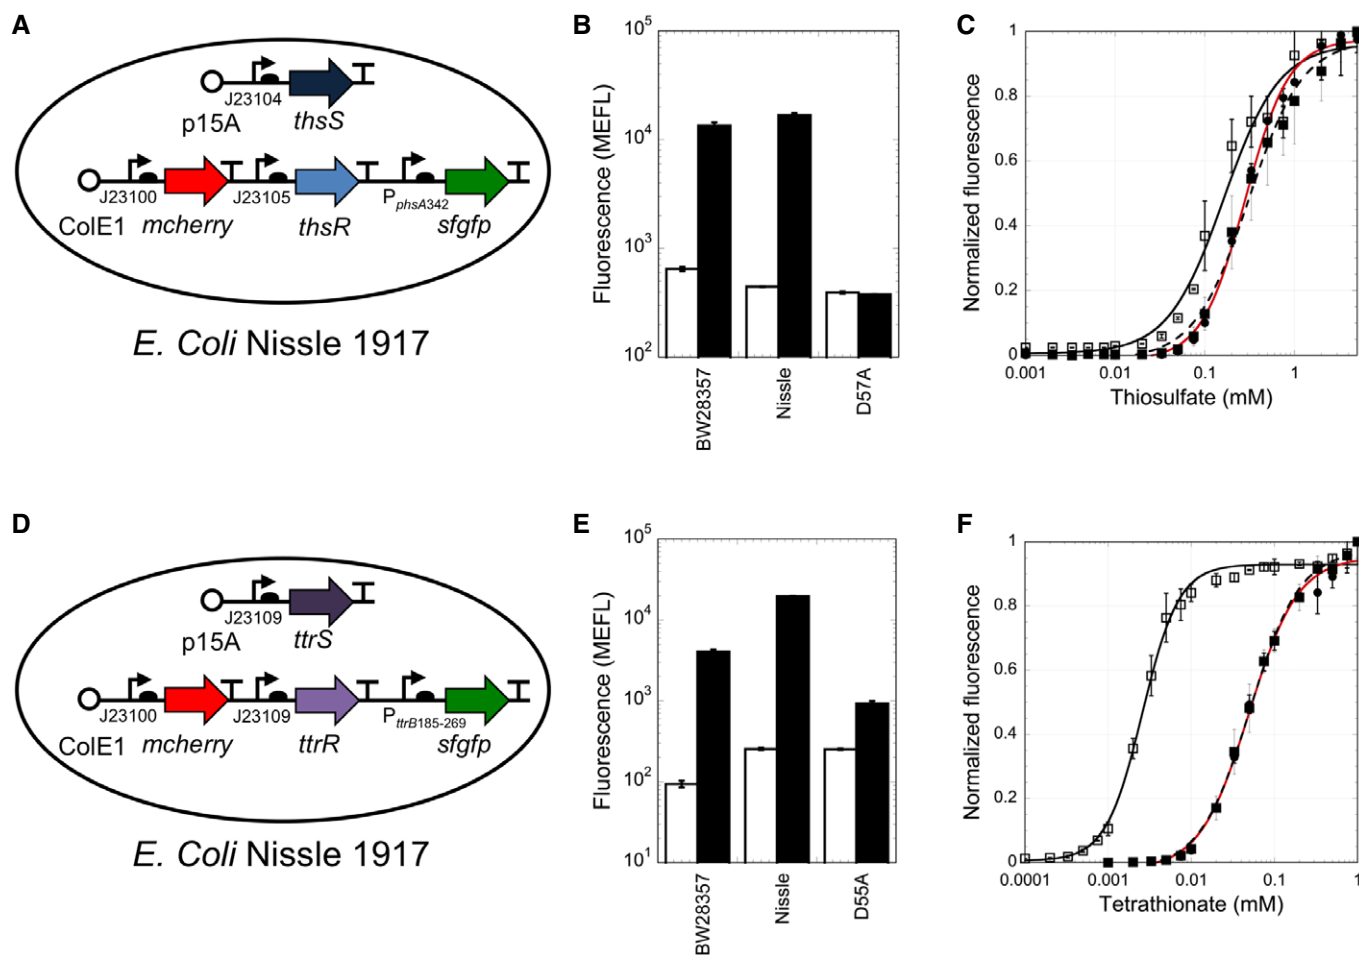 A
J23104
p15A
thsS
J23100
J23105
PphsA342
ColE1
mcherry
thsR
sfgfp
E. Coli Nissle 1917
B
10^5
10^4
10^3
10^2
Fluorescence (MEFL)
BW28357
Nissle
D57A
C
1
0.8
0.6
0.4
0.2
0
Normalized fluorescence
0.001
0.01
0.1
1
Thiosulfate (mM)
D
J23109
p15A
ttrS
J23100
J23109
PttrB185-269
ColE1
mcherry
ttrR
sfgfp
E. Coli Nissle 1917
E
10^5
10^4
10^3
10^2
10^1
Fluorescence (MEFL)
BW28357
Nissle
D55A
F
1
0.8
0.6
0.4
0.2
0
Normalized fluorescence
0.0001
0.001
0.01
0.1
1
Tetrathionate (mM)